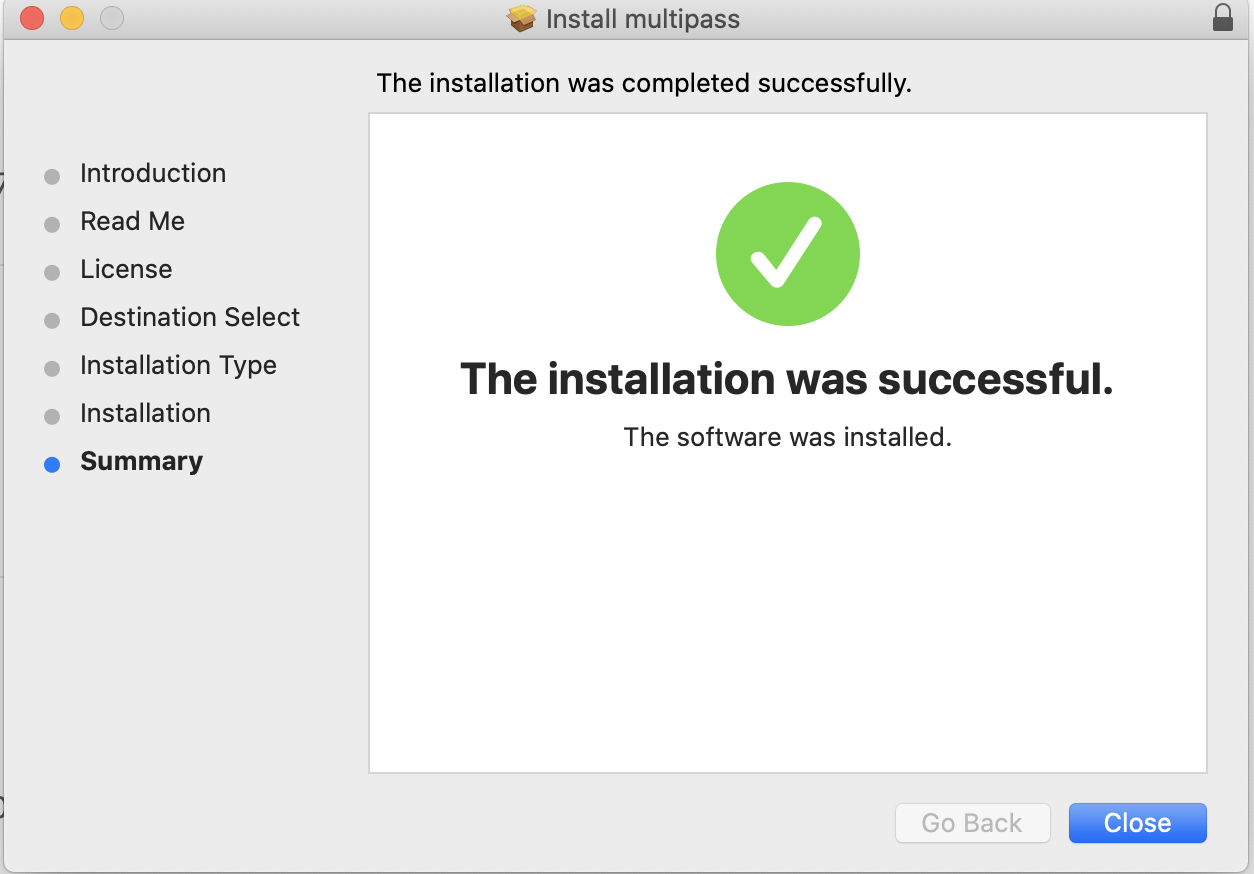 Install multipass
The installation was completed successfully.
Introduction
Read Me
License
Destination Select
Installation Type
Installation
Summary
The installation was successful.
The software was installed.
Go Back
Close